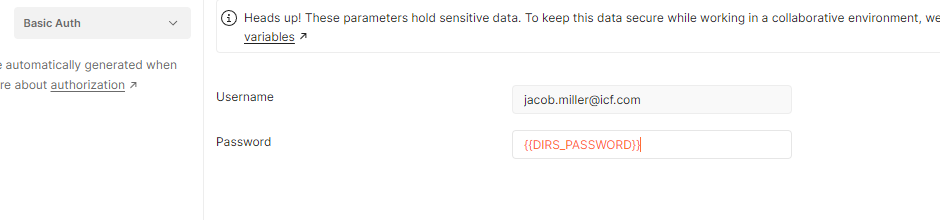 Basic Auth
Heads up! These parameters hold sensitive data. To keep this data secure while working in a collaborative environment, we
variables ↗
e automatically generated when
re about authorization ↗
Username
jacob.miller@icf.com
Password
{{DIRS_PASSWORD}}